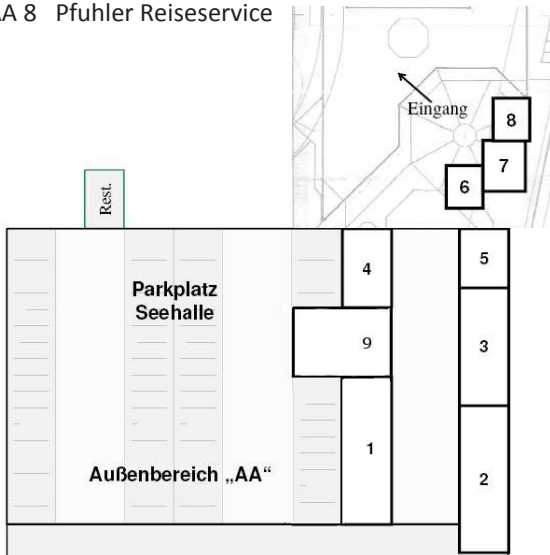 AA 8 Pfuhler Reiseservice
Eingang
8
7
6
Rest.
4
5
Parkplatz
Seehalle
9
3
1
Außenbereich „AA“
2